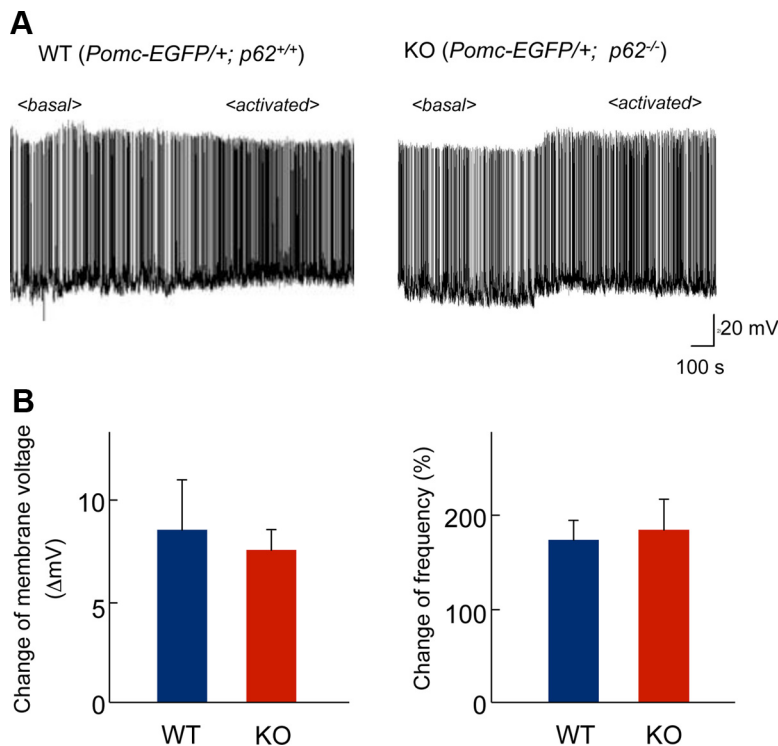 A
WT (Pomc-EGFP/+; p62+/+)
KO (Pomc-EGFP/+; p62-/-)
<basal>
<activated>
<basal>
<activated>
20 mV
100 s
B
Change of membrane voltage
(ΔmV)
10
5
0
WT
KO
Change of frequency (%)
200
100
0
WT
KO